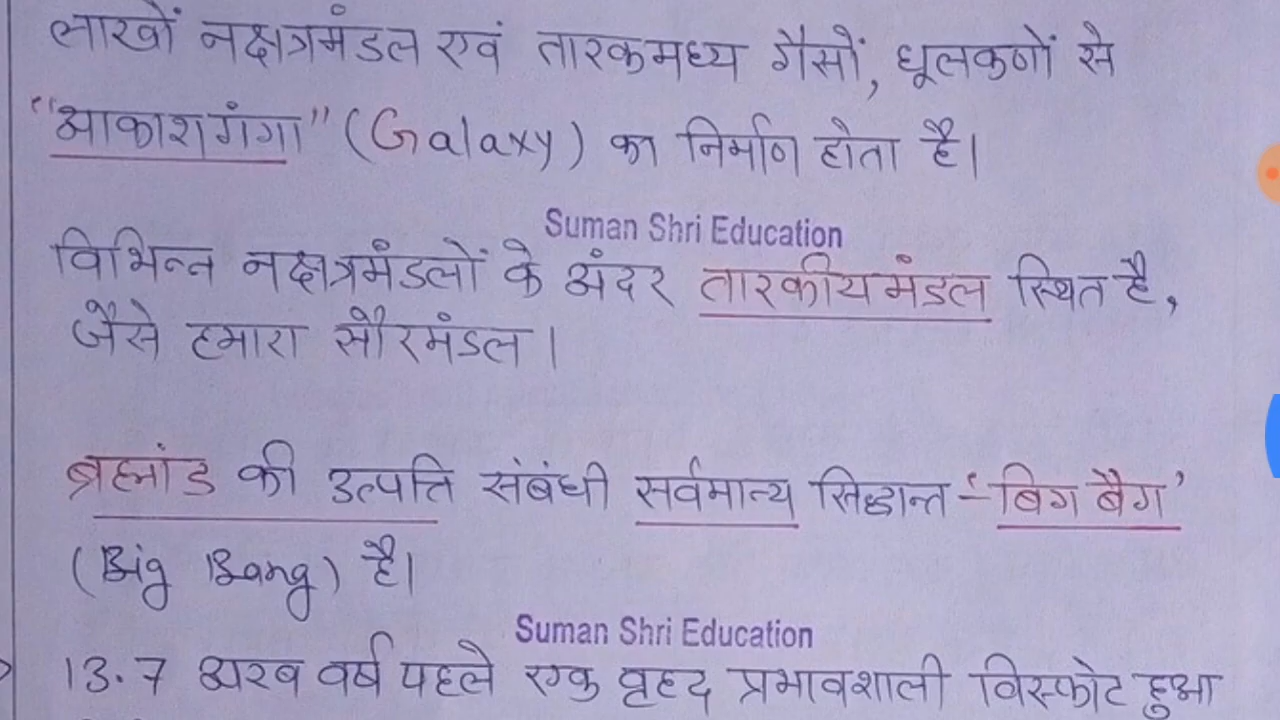 लाखों नक्षत्रमंडल एवं तारकमध्य गैसों, धूलकणों से
"आकाशगंगा" (Galaxy) का निर्माण होता है।
Suman Shri Education
विभिन्न नक्षत्रमंडलों के अंदर तारकीयमंडल स्थित है,
जैसे हमारा सौरमंडल।
ब्रह्मांड की उत्पत्ति संबंधी सर्वमान्य सिद्धान्त - 'बिग बैंग'
(Big Bang) है।
Suman Shri Education
13.7 अरब वर्ष पहले एक वृहद प्रभावशाली विस्फोट हुआ